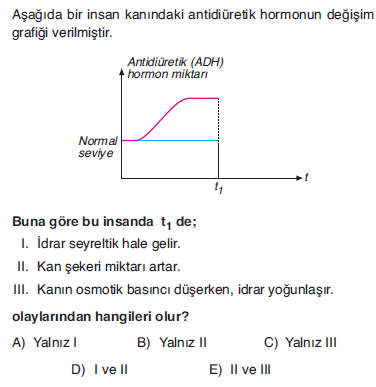 Aşağıda bir insan kanındaki antidiüretik hormonun değişim
grafiği verilmiştir.
Antidiüretik (ADH)
hormon miktarı
Normal
seviye
t
t₁
Buna göre bu insanda t₁ de;
I. İdrar seyreltik hale gelir.
II. Kan şekeri miktarı artar.
III. Kanın osmotik basıncı düşerken, idrar yoğunlaşır.
olaylarından hangileri olur?
A) Yalnız I B) Yalnız II C) Yalnız III
D) I ve II E) II ve III